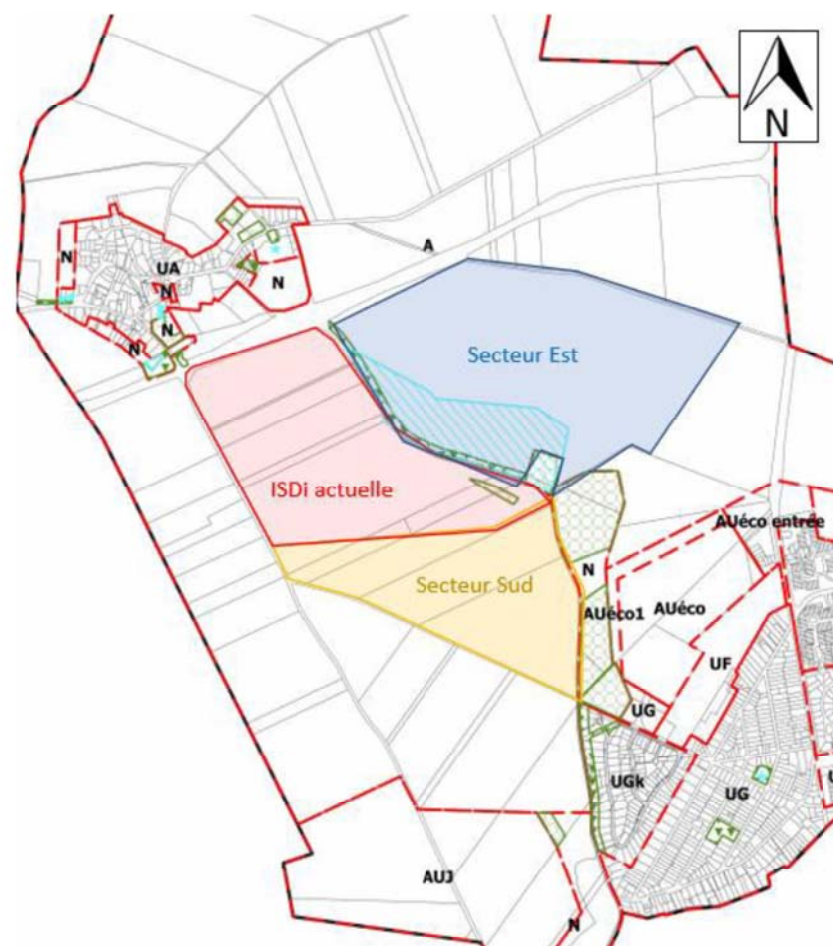 N
A
N
UA
N
N
N
N
Secteur Est
ISDi actuelle
AUéco entrée
N
Secteur Sud
AUéco1
AUéco
UF
UG
UGk
UG
AUJ
N